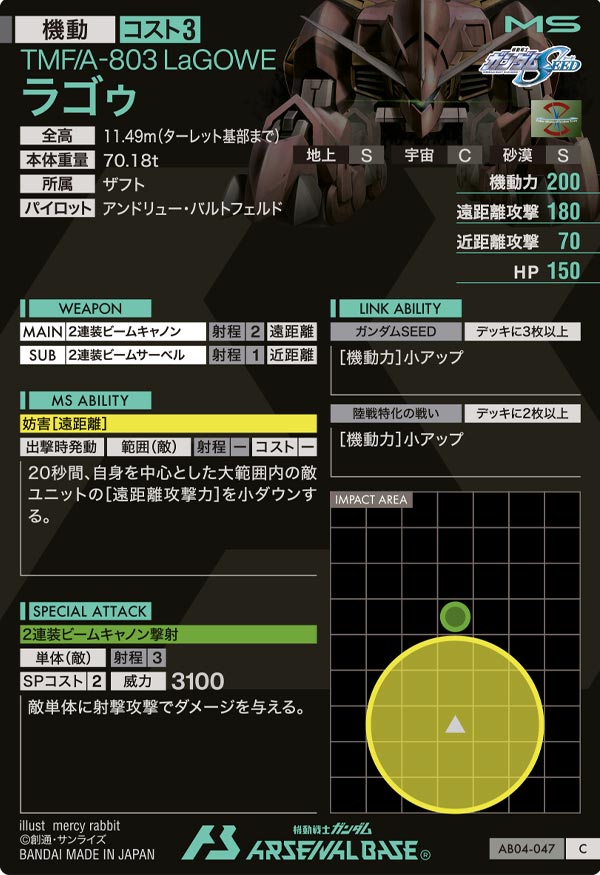 機動 コスト3
MS
TMF/A-803 LaGOWE
ラゴゥ
機動戦士 ガンダム SEED
全高 11.49m(ターレット基部まで)
本体重量 70.18t
所属 ザフト
パイロット アンドリュー・バルトフェルド
地上 S 宇宙 C 砂漠 S
機動力 200
遠距離攻撃 180
近距離攻撃 70
HP 150
WEAPON
MAIN 2連装ビームキャノン 射程 2 遠距離
SUB 2連装ビームサーベル 射程 1 近距離
MS ABILITY
妨害[遠距離]
出撃時発動 範囲(敵) 射程 ー コスト ー
20秒間、自身を中心とした大範囲内の敵
ユニットの[遠距離攻撃力]を小ダウンす
る。
SPECIAL ATTACK
2連装ビームキャノン撃射
単体(敵) 射程 3
SPコスト 2 威力 3100
敵単体に射撃攻撃でダメージを与える。
LINK ABILITY
ガンダムSEED デッキに3枚以上
[機動力]小アップ
陸戦特化の戦い デッキに2枚以上
[機動力]小アップ
IMPACT AREA
illust mercy rabbit
©創通・サンライズ
BANDAI MADE IN JAPAN
機動戦士ガンダム
AB ARSENAL BASE®
AB04-047 C